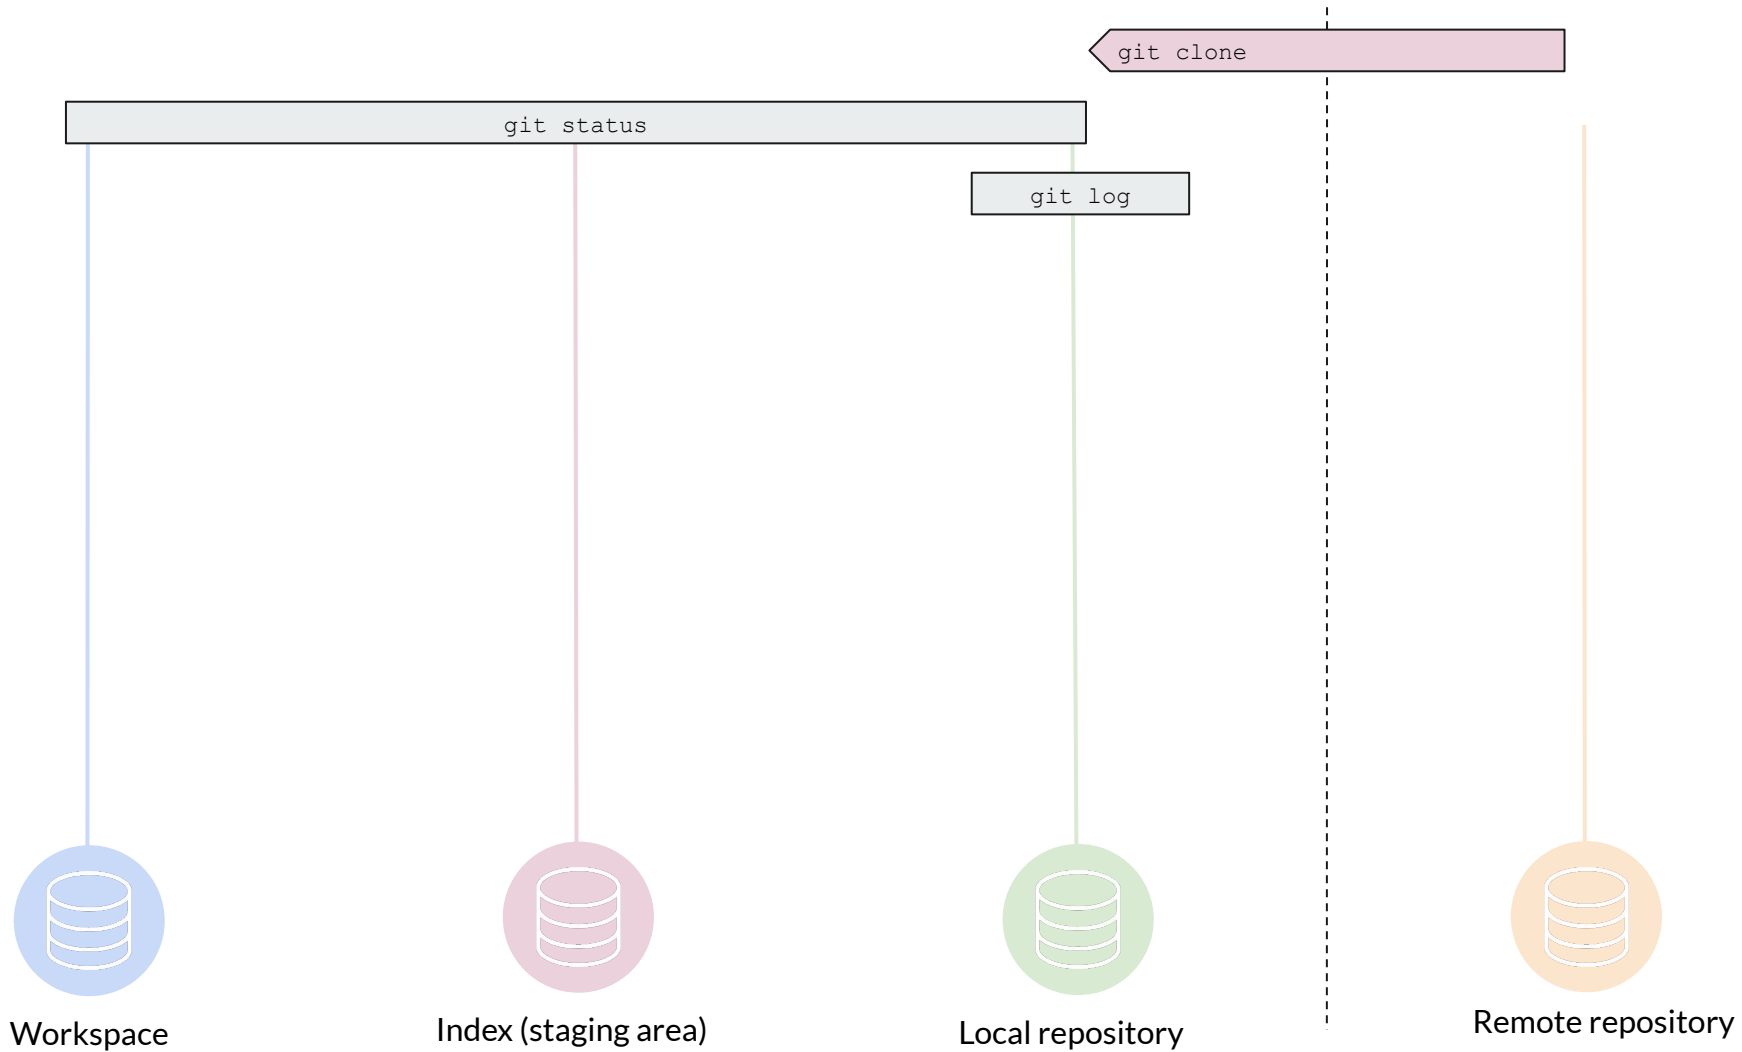 git clone
git status
git log
Workspace
Index (staging area)
Local repository
Remote repository